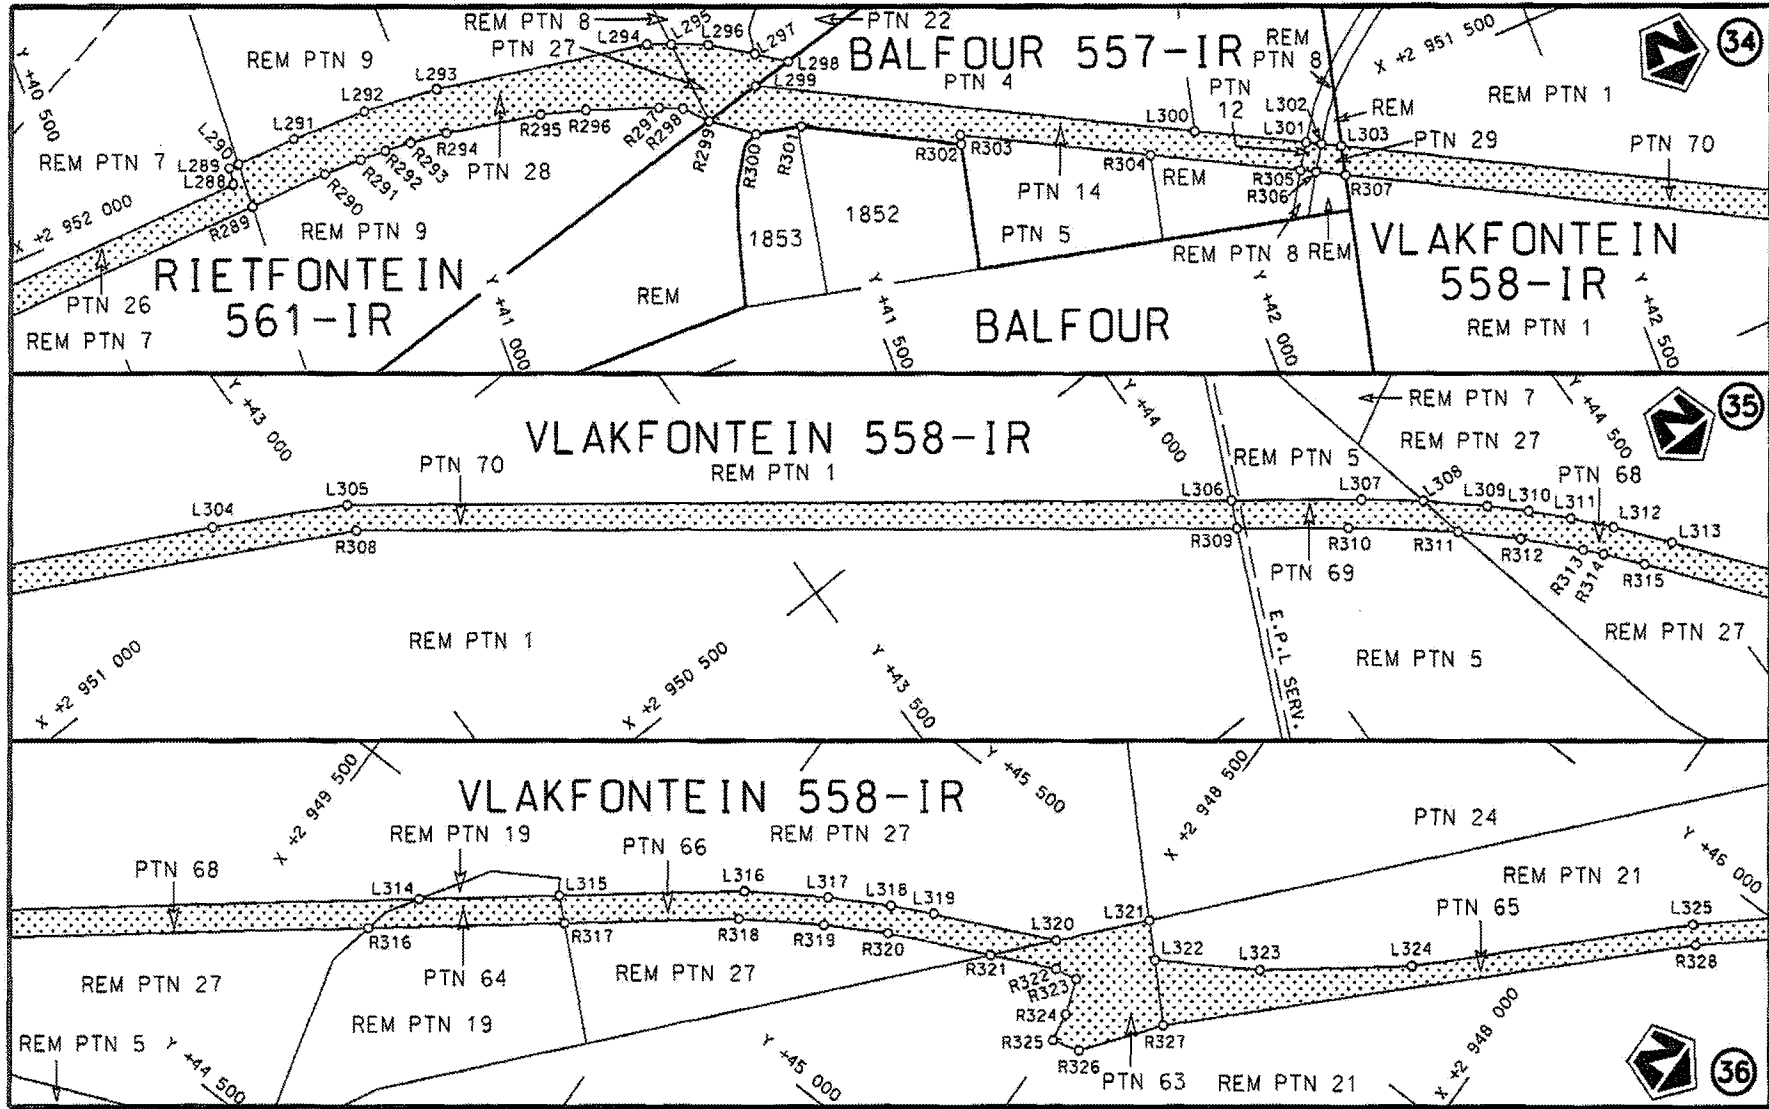 REM PTN 8
L295
L296
PTN 22
L294
PTN 27
L297
L298
BALFOUR 557-IR
REM
PTN 8
X +2 951 500
34
Y +40 500
REM PTN 9
L293
L299
PTN 4
PTN
12
L302
REM
REM PTN 1
L292
L291
L300
L301
L303
PTN 29
PTN 70
L290
L289
L288
REM PTN 7
R295
R296
R297
R298
R299
R300
R301
R302
R303
R304
R294
R293
R292
R291
R290
R289
PTN 28
PTN 14
REM
R305
R306
R307
X +2 952 000
REM PTN 9
1853
1852
PTN 5
REM PTN 8
REM
VLAKFONTEIN
558-IR
REM PTN 1
RIETFONTEIN
561-IR
PTN 26
REM PTN 7
REM
Y +41 000
Y +41 500
BALFOUR
Y +42 000
Y +42 500
Y +43 000
VLAKFONTEIN 558-IR
REM PTN 1
PTN 70
Y +44 000
REM PTN 7
REM PTN 27
Y +44 500
35
REM PTN 5
PTN 68
L304
L305
L306
L307
L308
L309
L310
L311
L312
L313
R308
R309
R310
R311
R312
R313
R314
R315
PTN 69
E.P.L SERV.
REM PTN 1
REM PTN 5
REM PTN 27
X +2 951 000
X +2 950 500
Y +43 500
X +2 949 500
VLAKFONTEIN 558-IR
Y +45 500
X +2 948 500
REM PTN 19
PTN 66
REM PTN 27
PTN 24
Y +46 000
PTN 68
L314
L315
L316
L317
L318
L319
L320
L321
REM PTN 21
PTN 65
L322
L323
L324
L325
R316
R317
R318
R319
R320
R321
R322
R323
R324
R325
R326
R327
R328
REM PTN 27
PTN 64
REM PTN 27
REM PTN 19
REM PTN 5
Y +44 500
Y +45 000
PTN 63
REM PTN 21
X +2 948 000
36